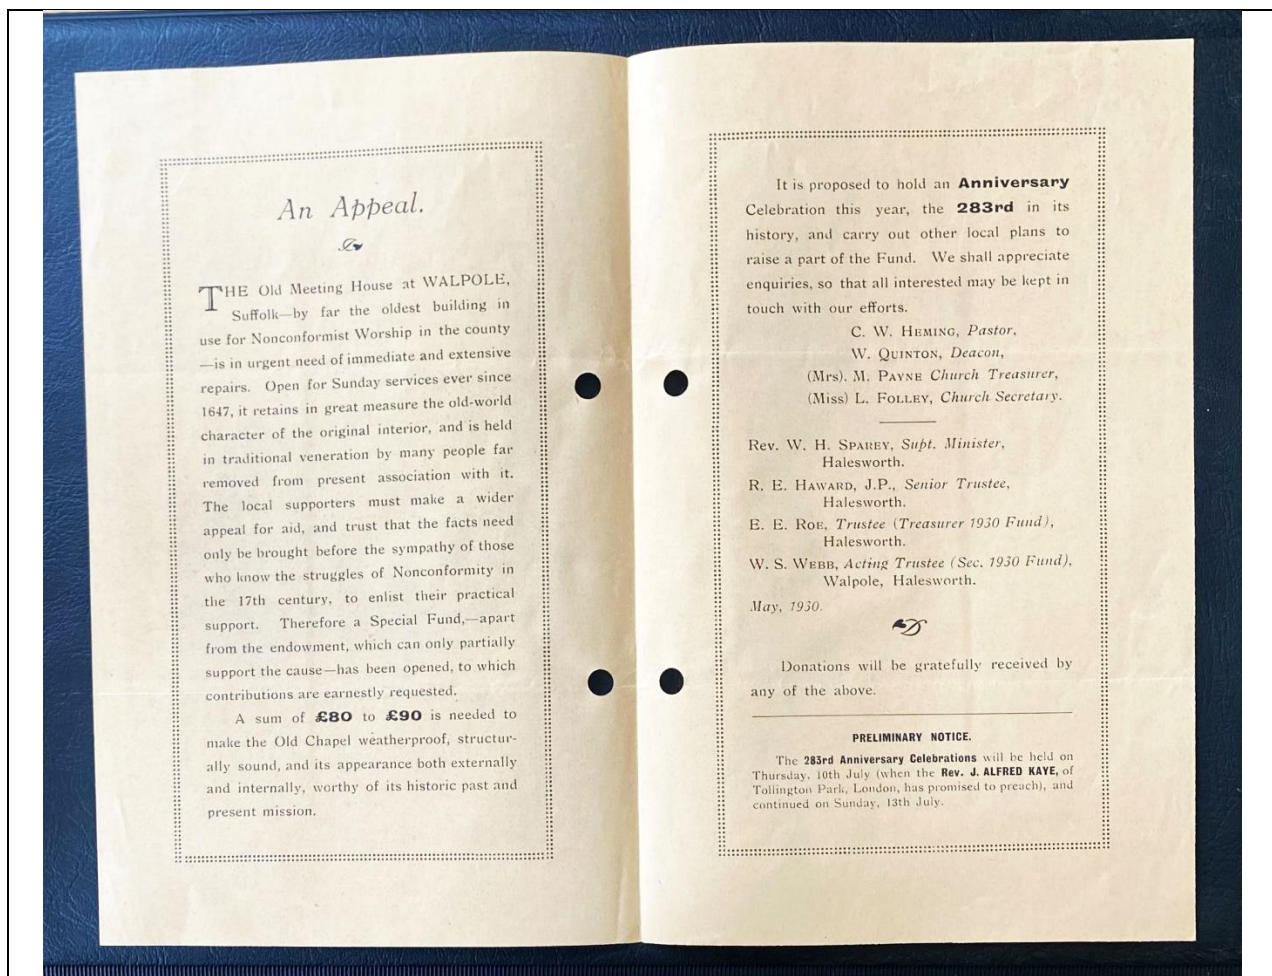 An Appeal.
THE Old Meeting House at WALPOLE,
Suffolk—by far the oldest building in
use for Nonconformist Worship in the county
—is in urgent need of immediate and extensive
repairs. Open for Sunday services ever since
1647, it retains in great measure the old-world
character of the original interior, and is held
in traditional veneration by many people far
removed from present association with it.
The local supporters must make a wider
appeal for aid, and trust that the facts need
only be brought before the sympathy of those
who know the struggles of Nonconformity in
the 17th century, to enlist their practical
support. Therefore a Special Fund,—apart
from the endowment, which can only partially
support the cause—has been opened, to which
contributions are earnestly requested.
A sum of £80 to £90 is needed to
make the Old Chapel weatherproof, structur-
ally sound, and its appearance both externally
and internally, worthy of its historic past and
present mission.
It is proposed to hold an Anniversary
Celebration this year, the 283rd in its
history, and carry out other local plans to
raise a part of the Fund. We shall appreciate
enquiries, so that all interested may be kept in
touch with our efforts.
C. W. HEMING, Pastor,
W. QUINTON, Deacon,
(Mrs). M. PAYNE Church Treasurer,
(Miss) L. FOLLEY, Church Secretary.
Rev. W. H. SPAREY, Supt. Minister,
Halesworth.
R. E. HAWARD, J.P., Senior Trustee,
Halesworth.
E. E. ROE, Trustee (Treasurer 1930 Fund),
Halesworth.
W. S. WEBB, Acting Trustee (Sec. 1930 Fund),
Walpole, Halesworth.
May, 1930.
Donations will be gratefully received by
any of the above.
PRELIMINARY NOTICE.
The 283rd Anniversary Celebrations will be held on
Thursday, 10th July (when the Rev. J. ALFRED KAYE, of
Tollington Park, London, has promised to preach), and
continued on Sunday, 13th July.